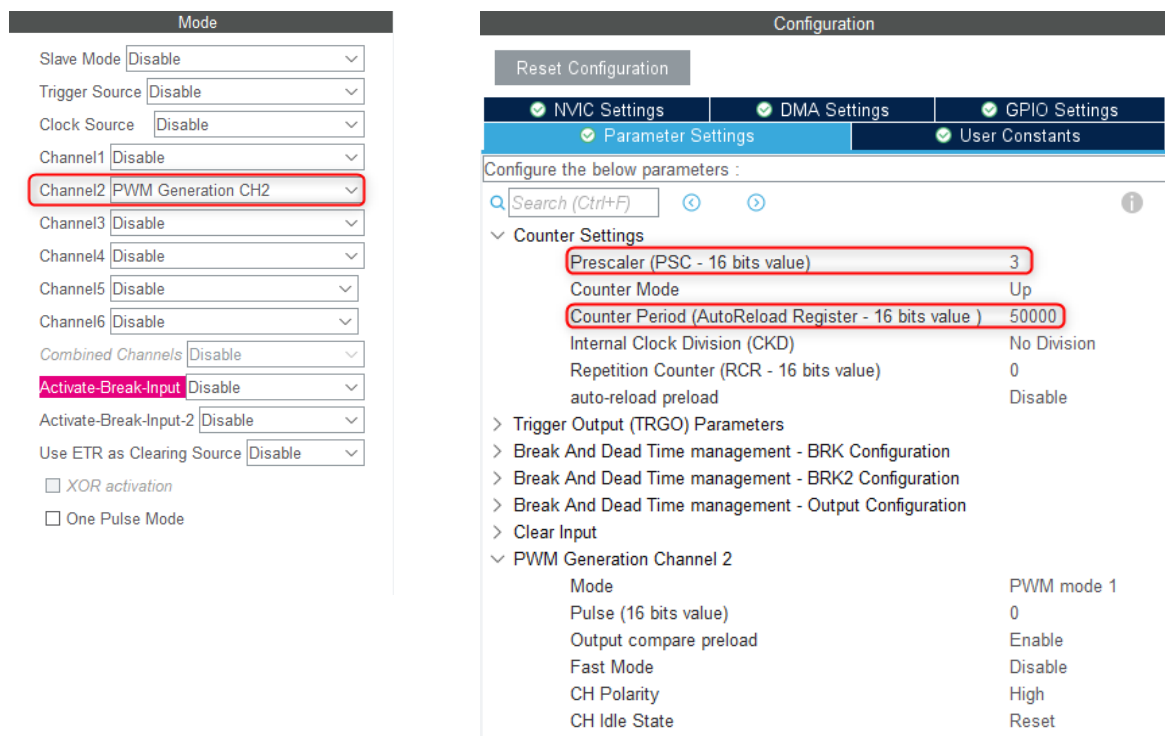 Mode
Slave Mode Disable
Trigger Source Disable
Clock Source Disable
Channel1 Disable
Channel2 PWM Generation CH2
Channel3 Disable
Channel4 Disable
Channel5 Disable
Channel6 Disable
Combined Channels Disable
Activate-Break-Input Disable
Activate-Break-Input-2 Disable
Use ETR as Clearing Source Disable
XOR activation
One Pulse Mode
Configuration
Reset Configuration
NVIC Settings DMA Settings GPIO Settings
Parameter Settings User Constants
Configure the below parameters :
Search (Ctrl+F)
Counter Settings
Prescaler (PSC - 16 bits value) 3
Counter Mode Up
Counter Period (AutoReload Register - 16 bits value ) 50000
Internal Clock Division (CKD) No Division
Repetition Counter (RCR - 16 bits value) 0
auto-reload preload Disable
Trigger Output (TRGO) Parameters
Break And Dead Time management - BRK Configuration
Break And Dead Time management - BRK2 Configuration
Break And Dead Time management - Output Configuration
Clear Input
PWM Generation Channel 2
Mode PWM mode 1
Pulse (16 bits value) 0
Output compare preload Enable
Fast Mode Disable
CH Polarity High
CH Idle State Reset